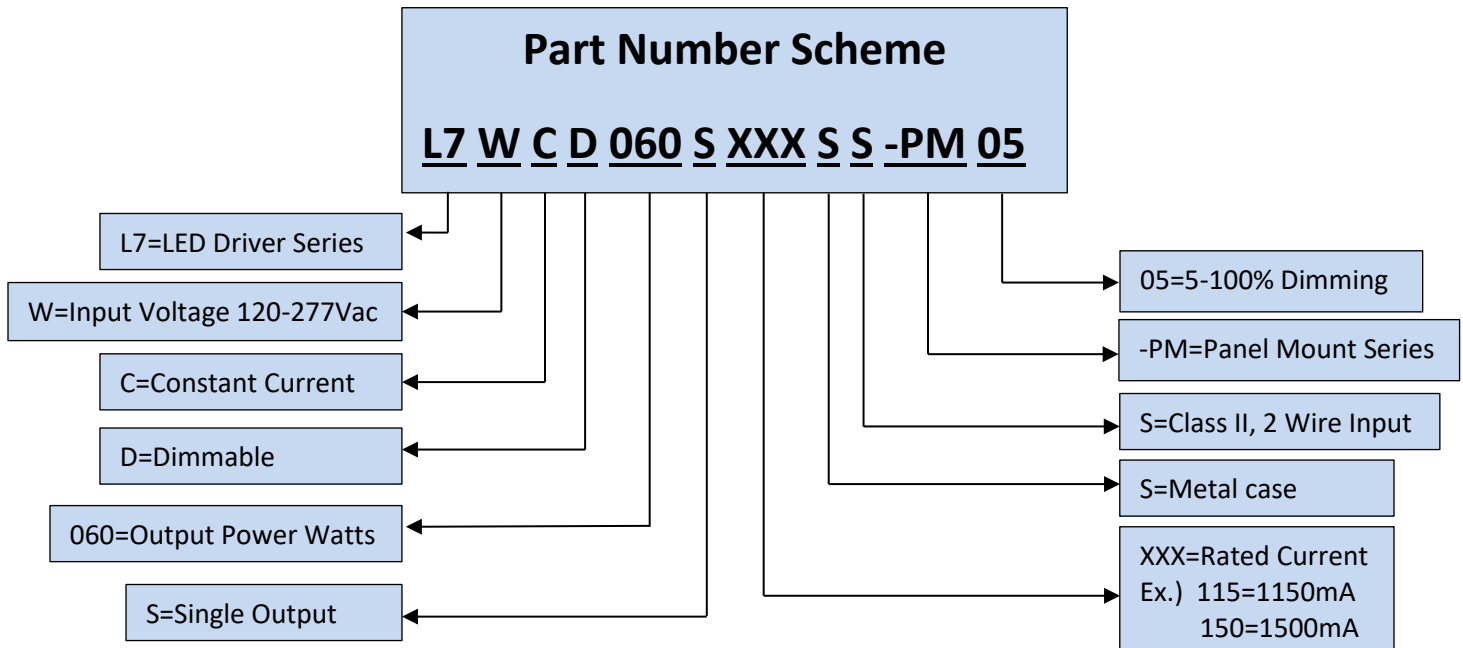 Part Number Scheme
L7 W C D 060 S XXX S S -PM 05
L7=LED Driver Series
W=Input Voltage 120-277Vac
C=Constant Current
D=Dimmable
060=Output Power Watts
S=Single Output
05=5-100% Dimming
-PM=Panel Mount Series
S=Class II, 2 Wire Input
S=Metal case
XXX=Rated Current
Ex.) 115=1150mA
150=1500mA